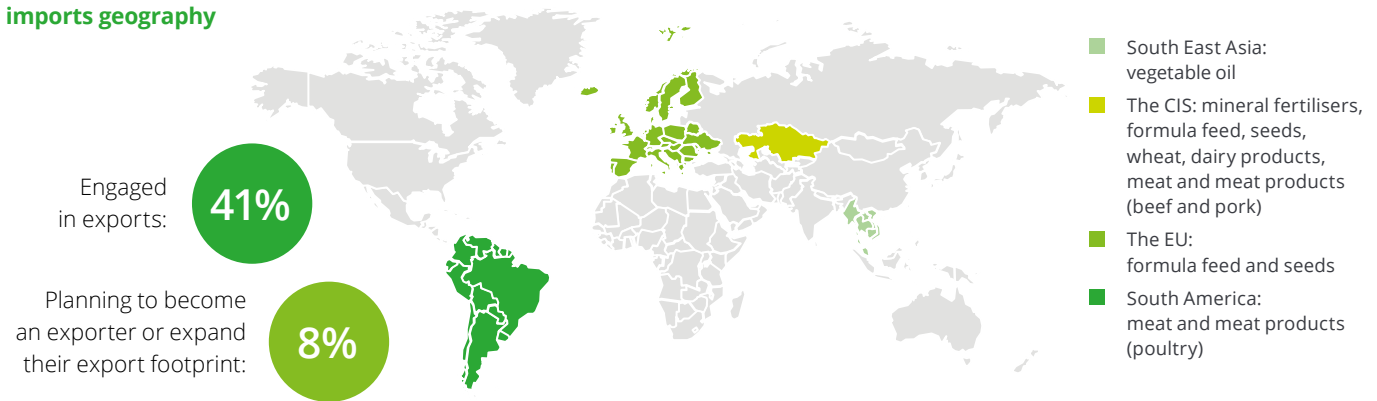 imports geography
Engaged
in exports:
41%
Planning to become
an exporter or expand
their export footprint:
8%
South East Asia:
vegetable oil
The CIS: mineral fertilisers,
formula feed, seeds,
wheat, dairy products,
meat and meat products
(beef and pork)
The EU:
formula feed and seeds
South America:
meat and meat products
(poultry)